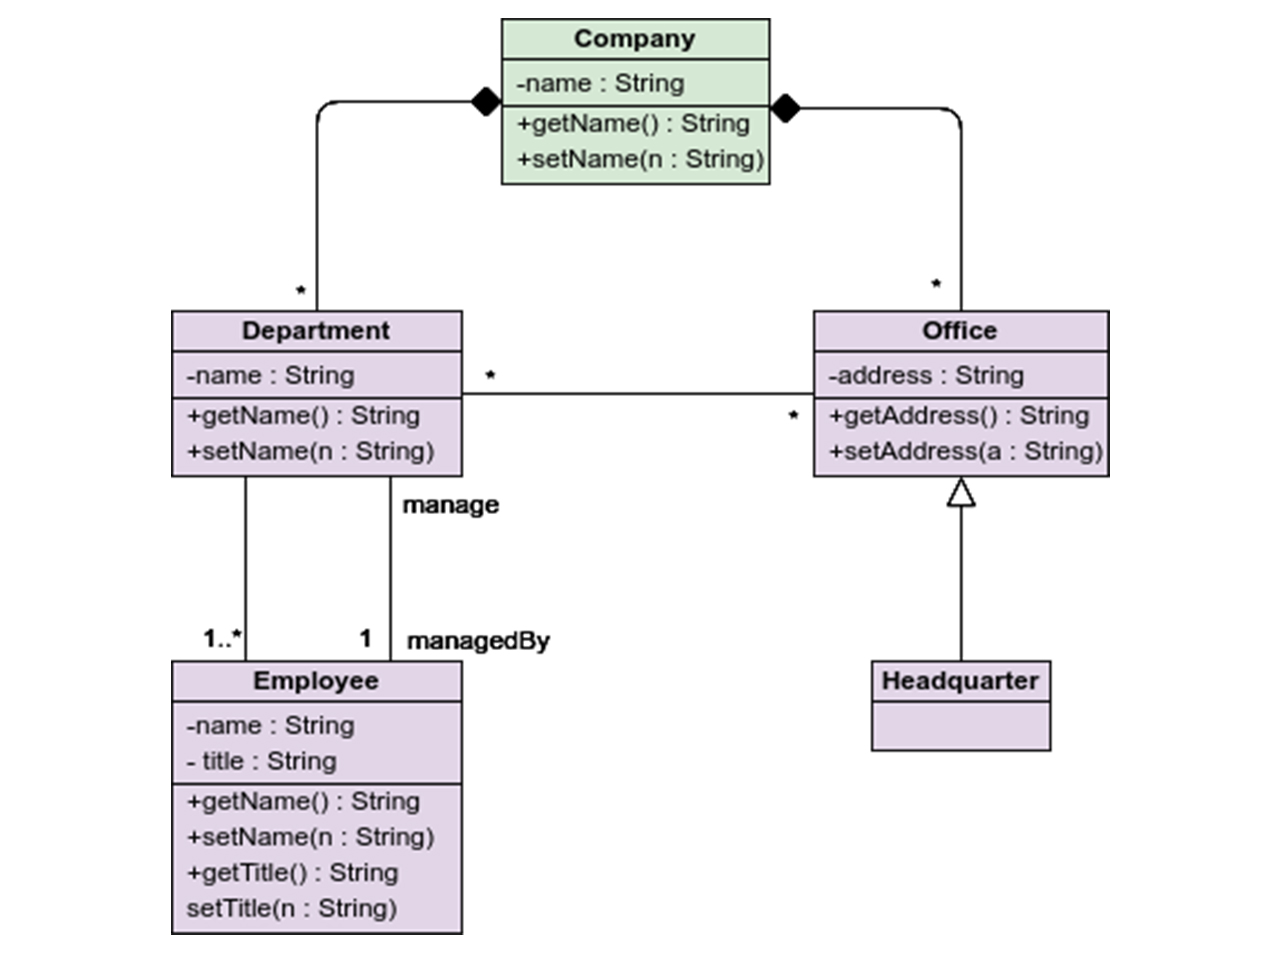 Company
-name : String
+getName() : String
+setName(n : String)
*
*
Department
-name : String
+getName() : String
+setName(n : String)
*
*
Office
-address : String
+getAddress() : String
+setAddress(a : String)
manage
1..*
1
managedBy
Employee
-name : String
- title : String
+getName() : String
+setName(n : String)
+getTitle() : String
setTitle(n : String)
Headquarter